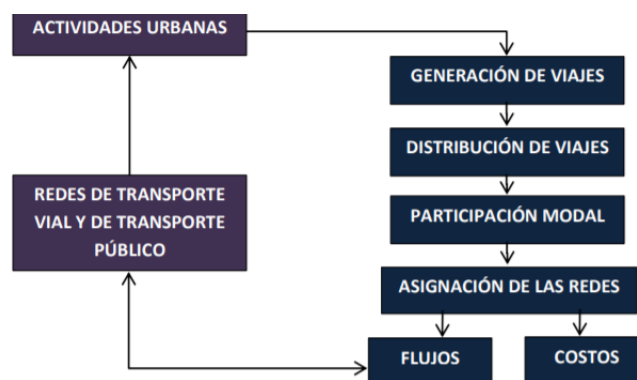 ACTIVIDADES URBANAS
GENERACIÓN DE VIAJES
DISTRIBUCIÓN DE VIAJES
REDES DE TRANSPORTE
VIAL Y DE TRANSPORTE
PÚBLICO
PARTICIPACIÓN MODAL
ASIGNACIÓN DE LAS REDES
FLUJOS
COSTOS